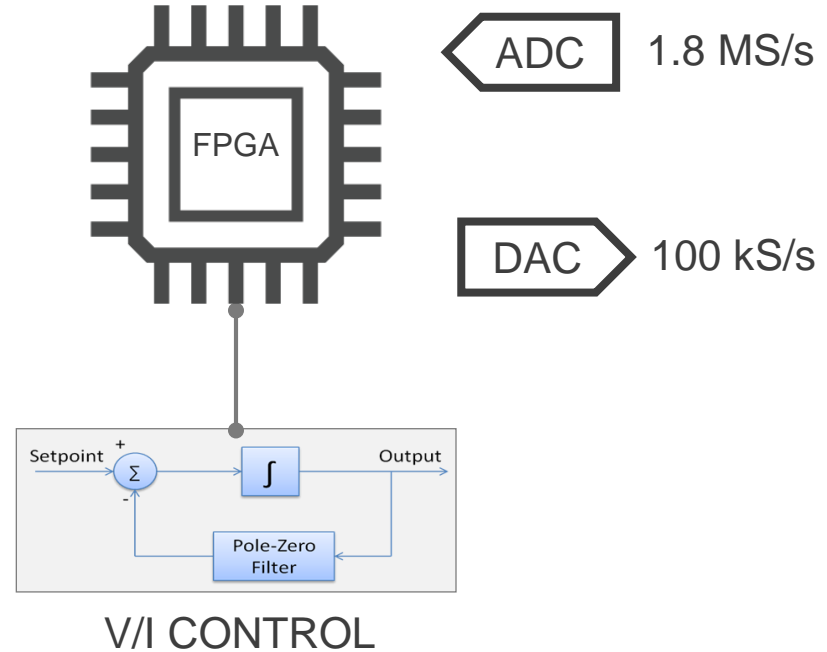 FPGA
ADC
1.8 MS/s
DAC
100 kS/s
Setpoint
+
Σ
-
∫
Output
Pole-Zero
Filter
V/I CONTROL